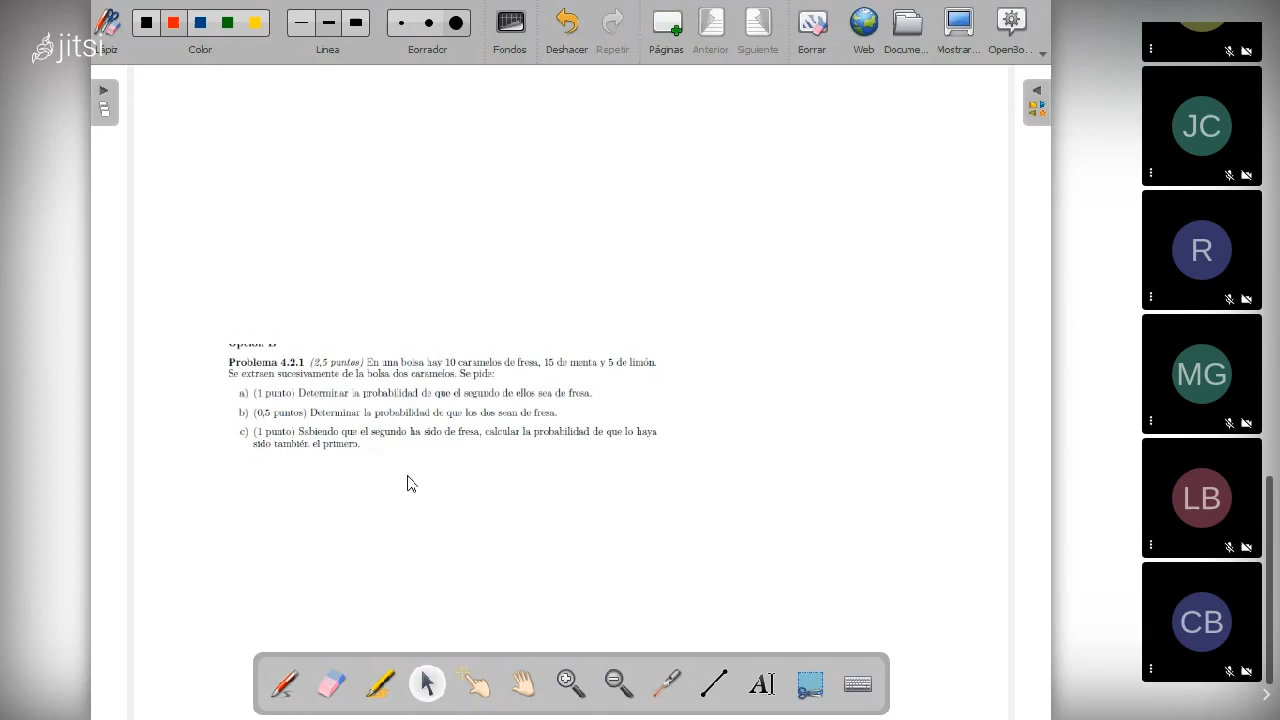 jitsi
Color
Línea
Borrador
Fondos
Deshacer
Repetir
Páginas
Anterior
Siguiente
Borrar
Web
Docume...
Mostrar...
OpenBo...
Problema 4.2.1 (2,5 puntos) En una bolsa hay 10 caramelos de fresa, 15 de menta y 5 de limón.
Se extraen sucesivamente de la bolsa dos caramelos. Se pide:
a) (1 punto) Determinar la probabilidad de que el segundo de ellos sea de fresa.
b) (0,5 puntos) Determinar la probabilidad de que los dos sean de fresa.
c) (1 punto) Sabiendo que el segundo ha sido de fresa, calcular la probabilidad de que lo haya
sido también el primero.
JC
R
MG
LB
CB